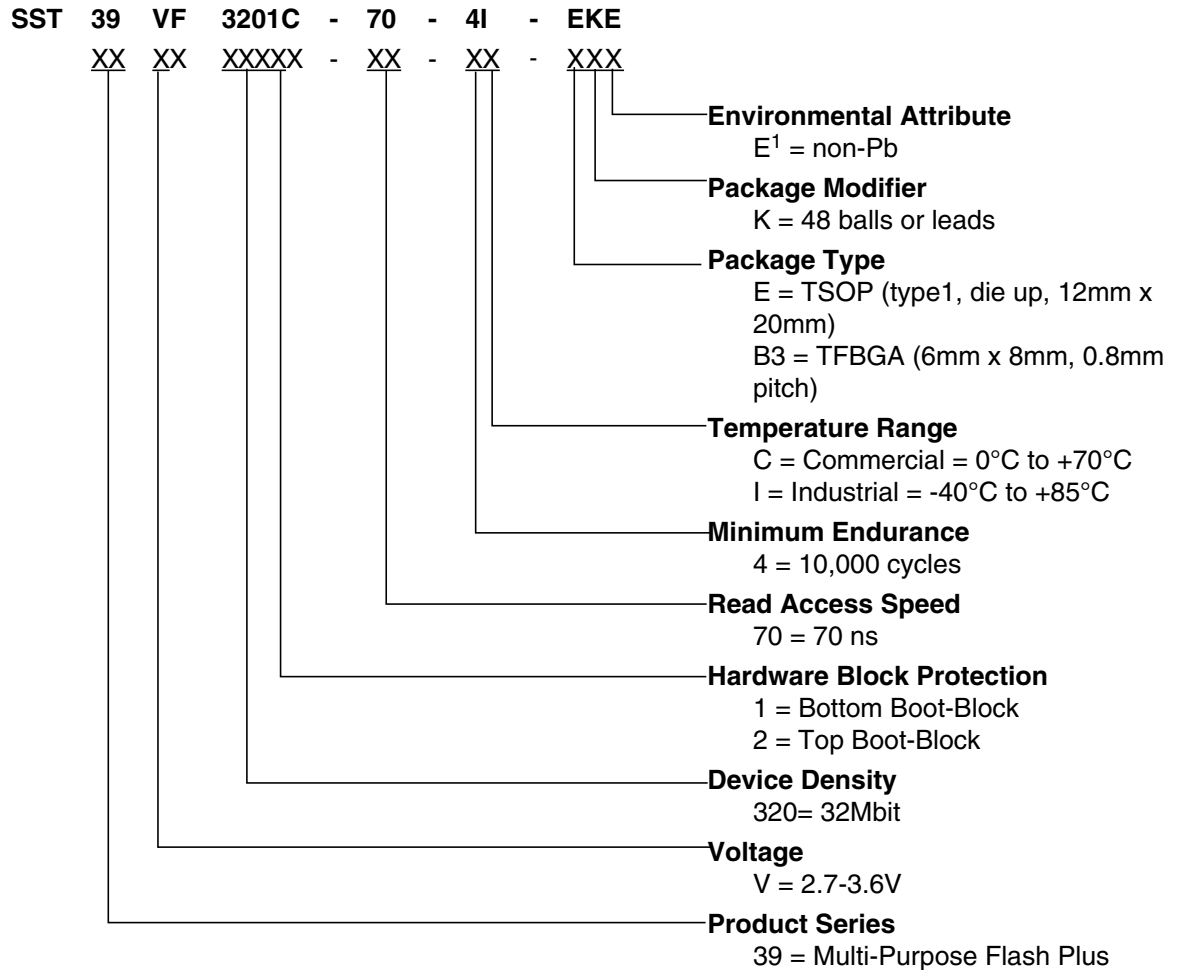 SST 39 VF 3201C - 70 - 4I - EKE
XX XX XXXXX - XX - XX - XXX
Environmental Attribute
E1 = non-Pb
Package Modifier
K = 48 balls or leads
Package Type
E = TSOP (type1, die up, 12mm x
20mm)
B3 = TFBGA (6mm x 8mm, 0.8mm
pitch)
Temperature Range
C = Commercial = 0°C to +70°C
I = Industrial = -40°C to +85°C
Minimum Endurance
4 = 10,000 cycles
Read Access Speed
70 = 70 ns
Hardware Block Protection
1 = Bottom Boot-Block
2 = Top Boot-Block
Device Density
320= 32Mbit
Voltage
V = 2.7-3.6V
Product Series
39 = Multi-Purpose Flash Plus